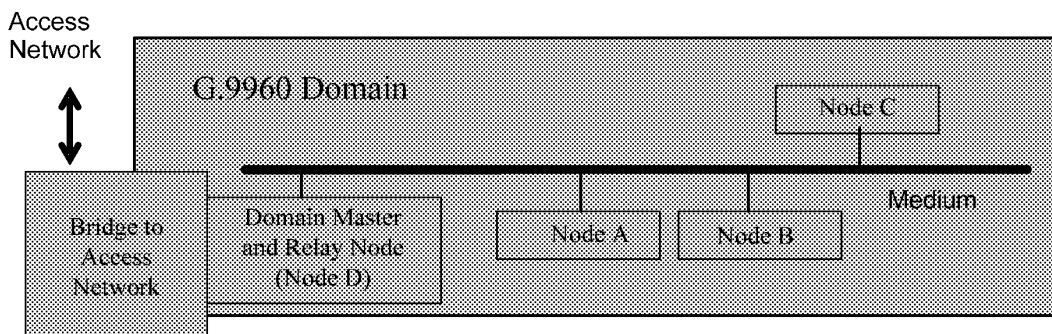 Access
Network
G.9960 Domain
Node C
Medium
Domain Master
and Relay Node
(Node D)
Node A
Node B
Bridge to
Access
Network